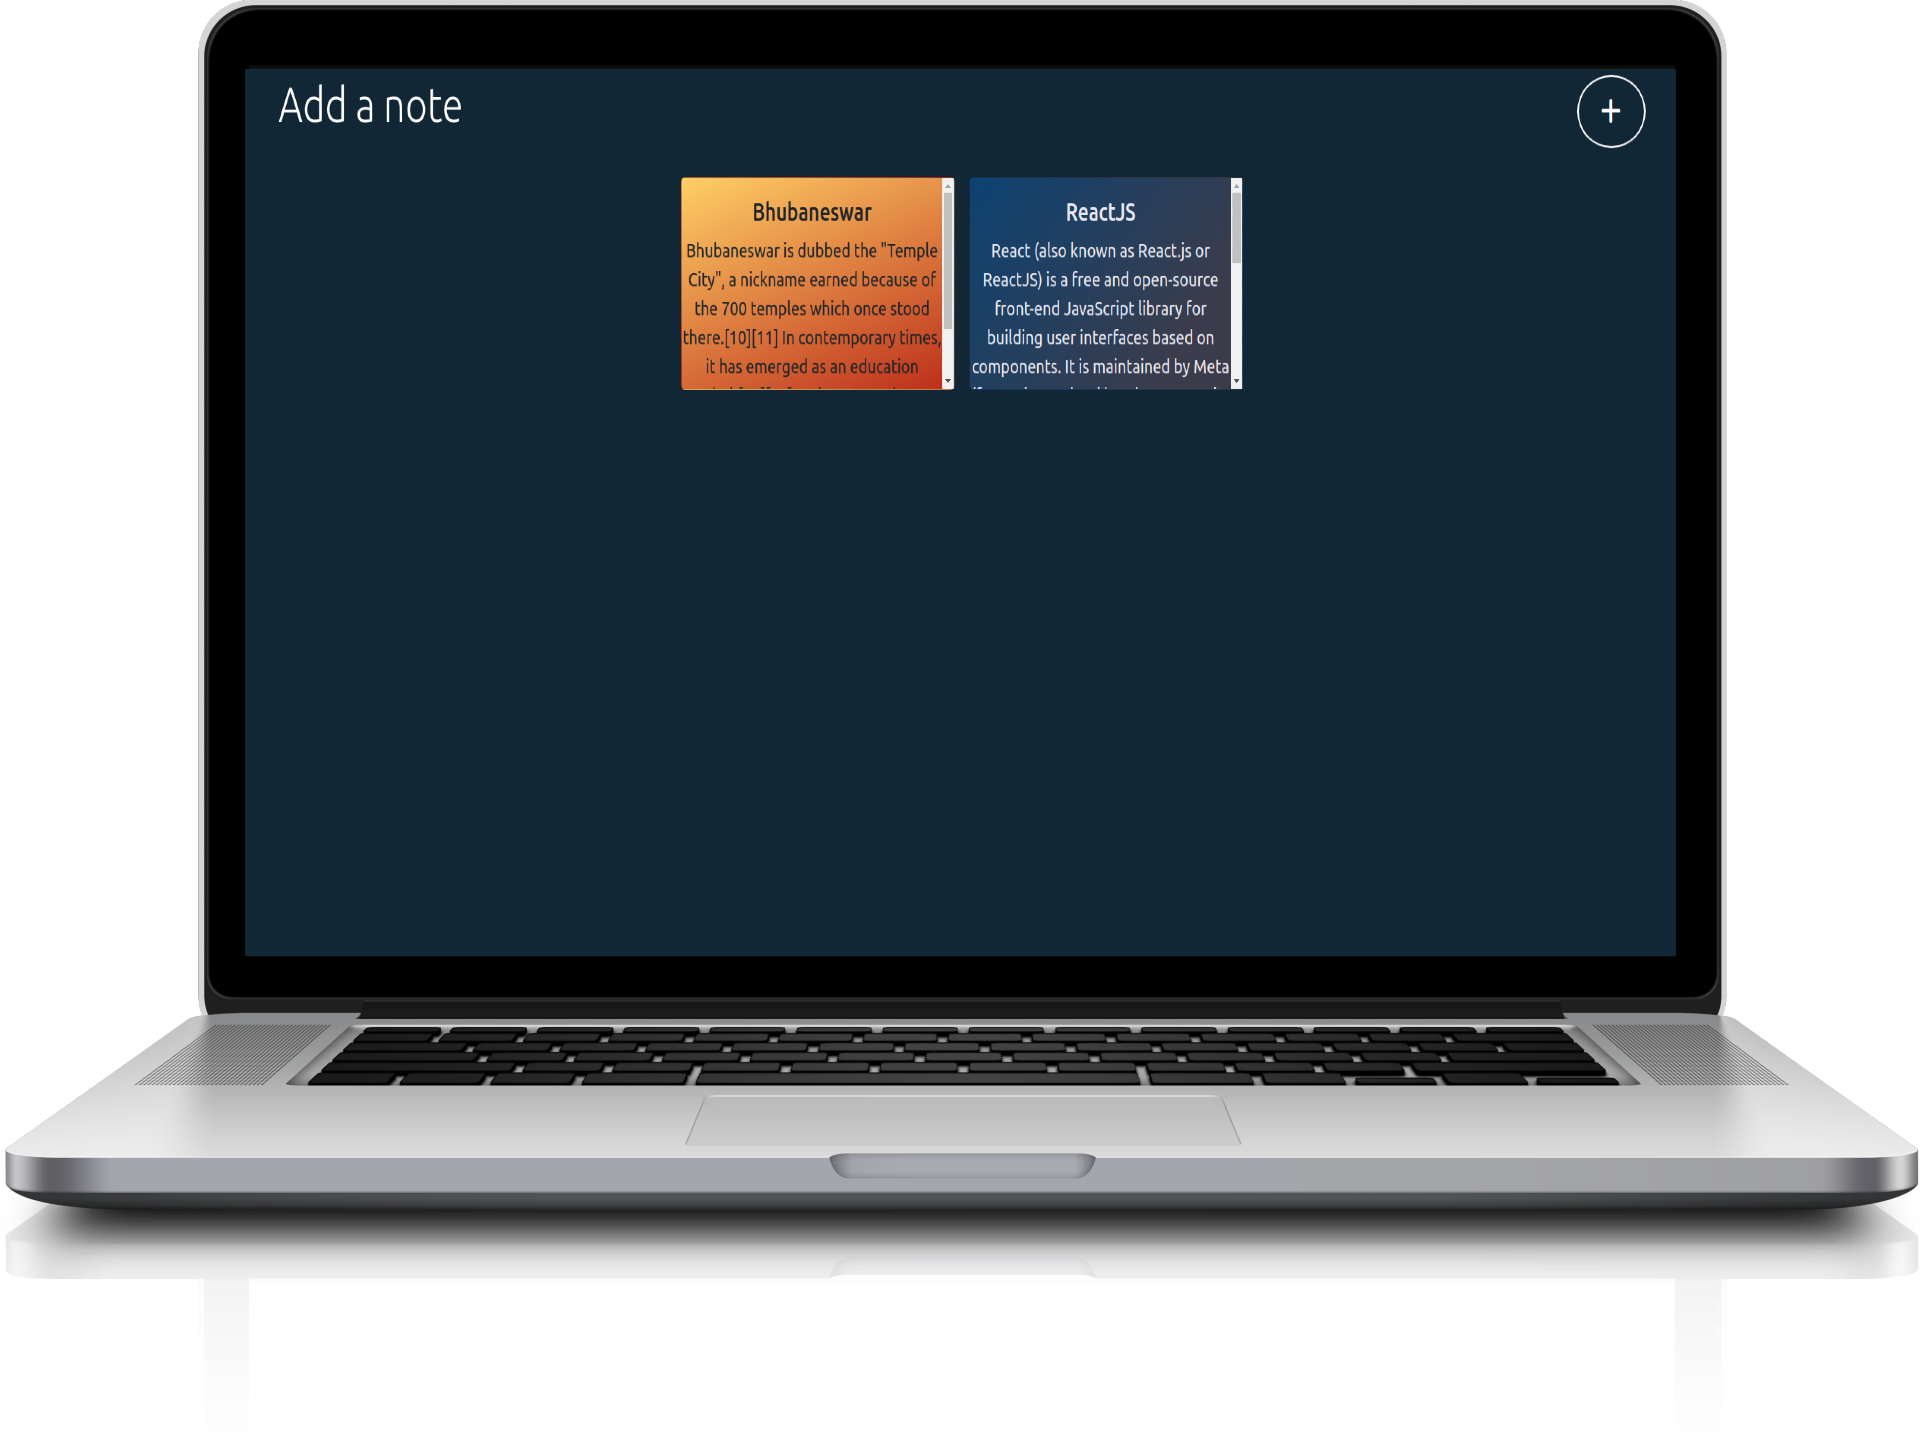 Add a note
+
Bhubaneswar
Bhubaneswar is dubbed the "Temple
City", a nickname earned because of
the 700 temples which once stood
there.[10][11] In contemporary times,
it has emerged as an education
ReactJS
React (also known as React.js or
ReactJS) is a free and open-source
front-end JavaScript library for
building user interfaces based on
components. It is maintained by Meta